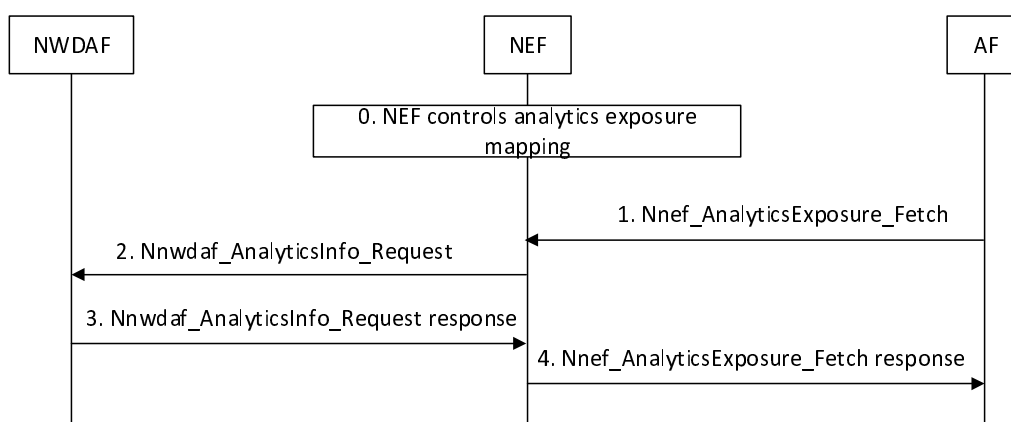 NWDAF
NEF
AF
0. NEF controls analytics exposure
mapping
1. Nnef_AnalyticsExposure_Fetch
2. Nnwdaf_AnalyticsInfo_Request
3. Nnwdaf_AnalyticsInfo_Request response
4. Nnef_AnalyticsExposure_Fetch response